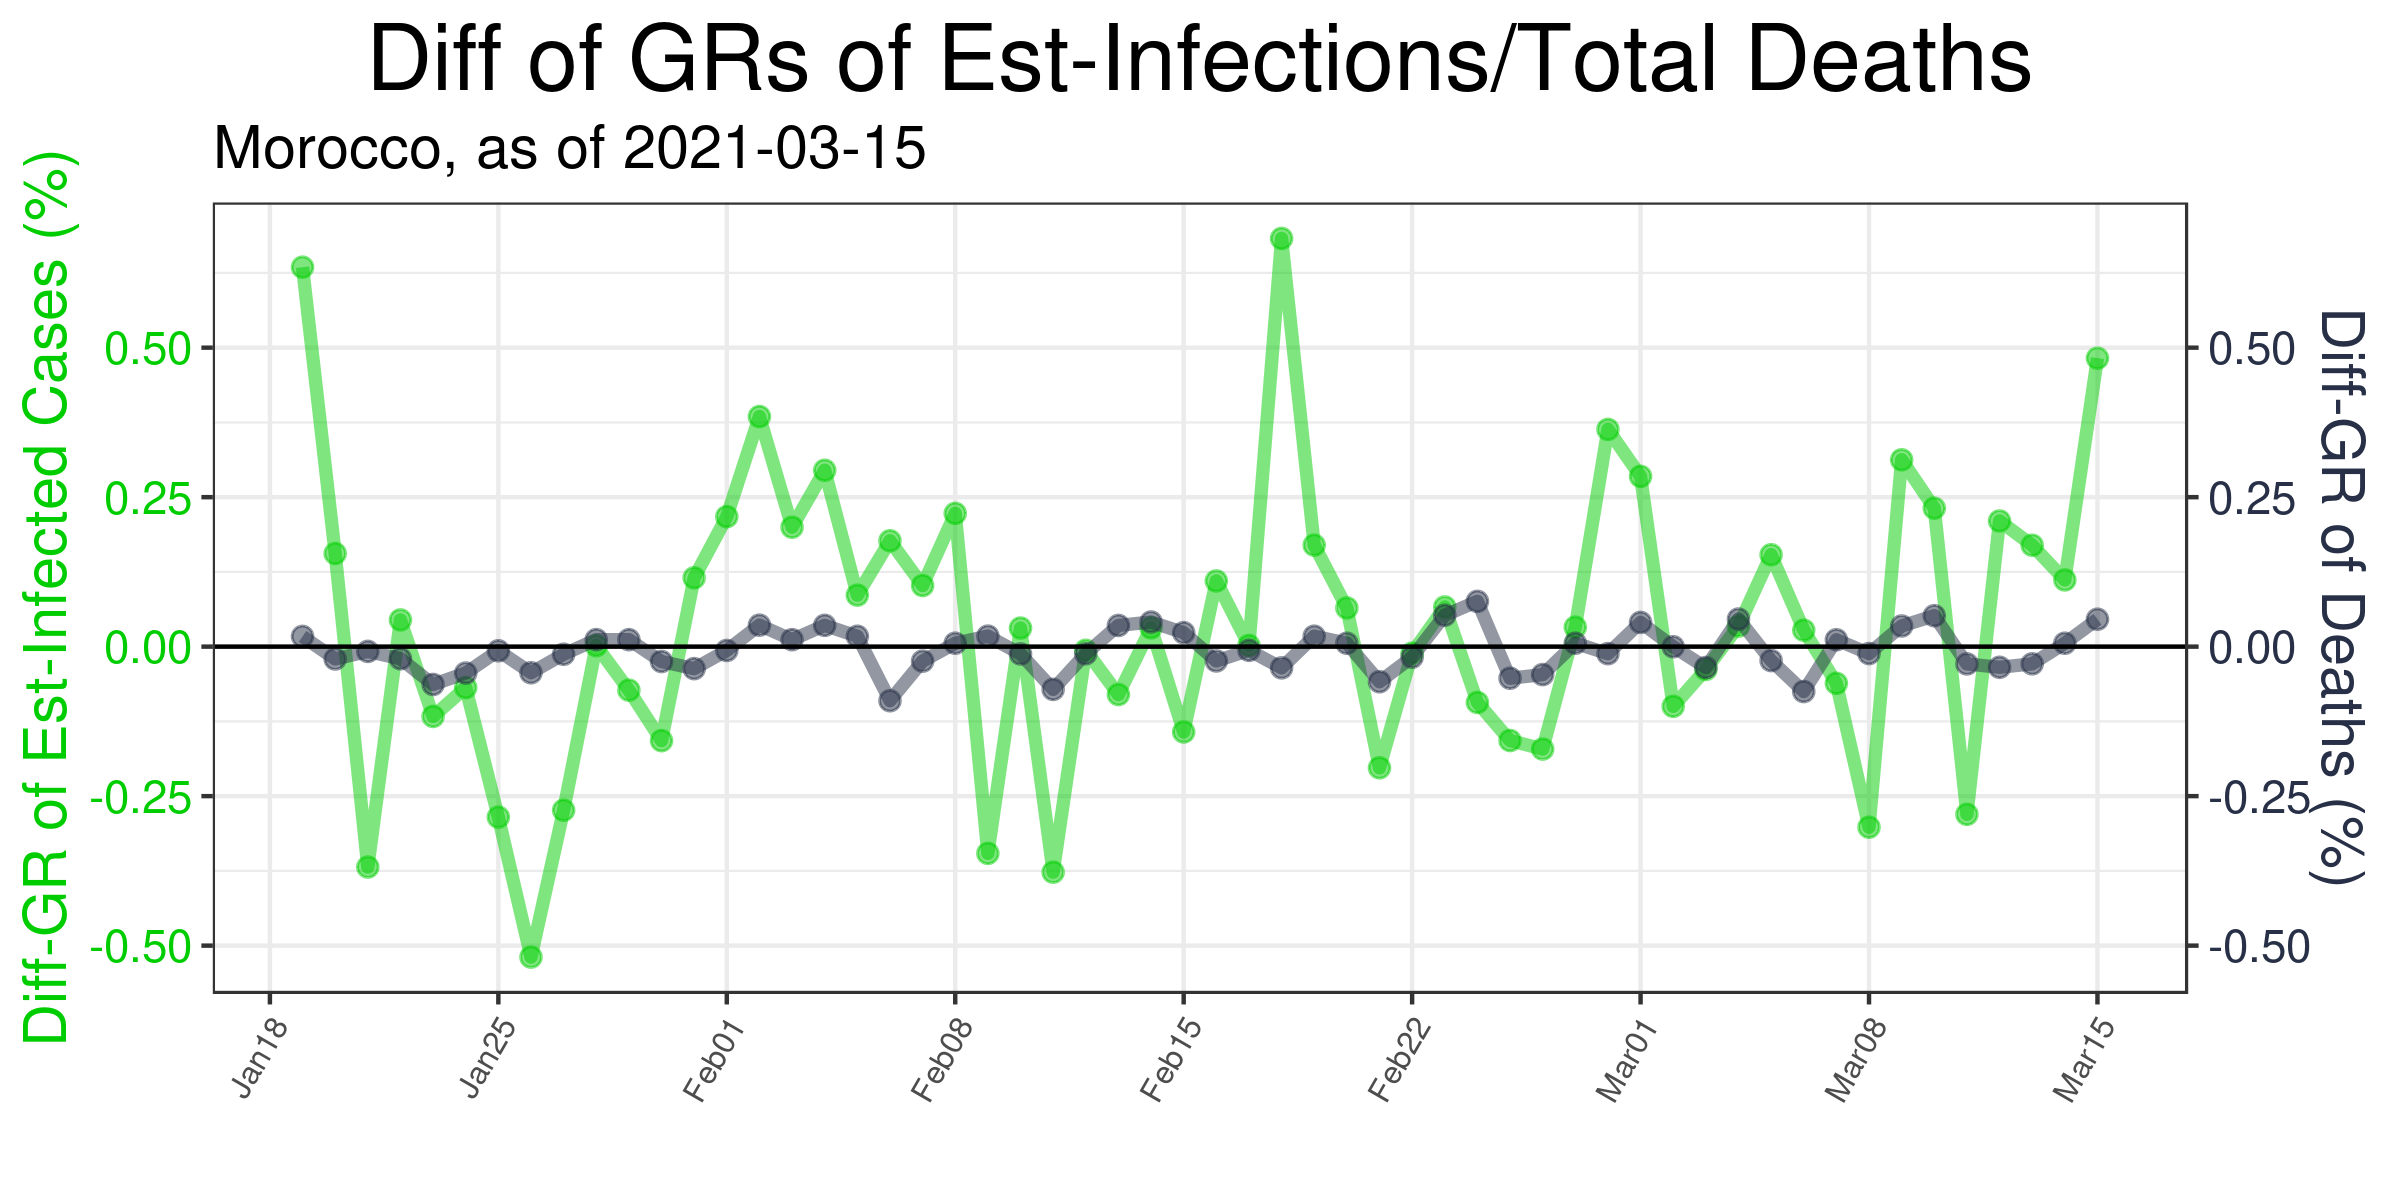 Diff of GRs of Est-Infections/Total Deaths
Morocco, as of 2021-03-15
Diff-GR of Est-Infected Cases (%)
0.50
0.25
0.00
-0.25
-0.50
0.50
0.25
0.00
-0.25
-0.50
Diff-GR of Deaths (%)
Jan18
Jan25
Feb01
Feb08
Feb15
Feb22
Mar01
Mar08
Mar15